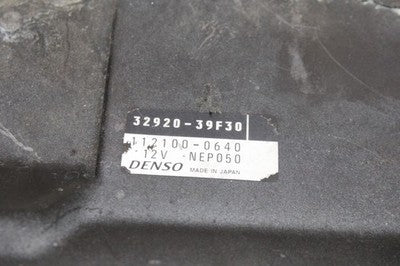 32920-39F30
112100-0640
12V ·NEP050
DENSO MADE IN JAPAN